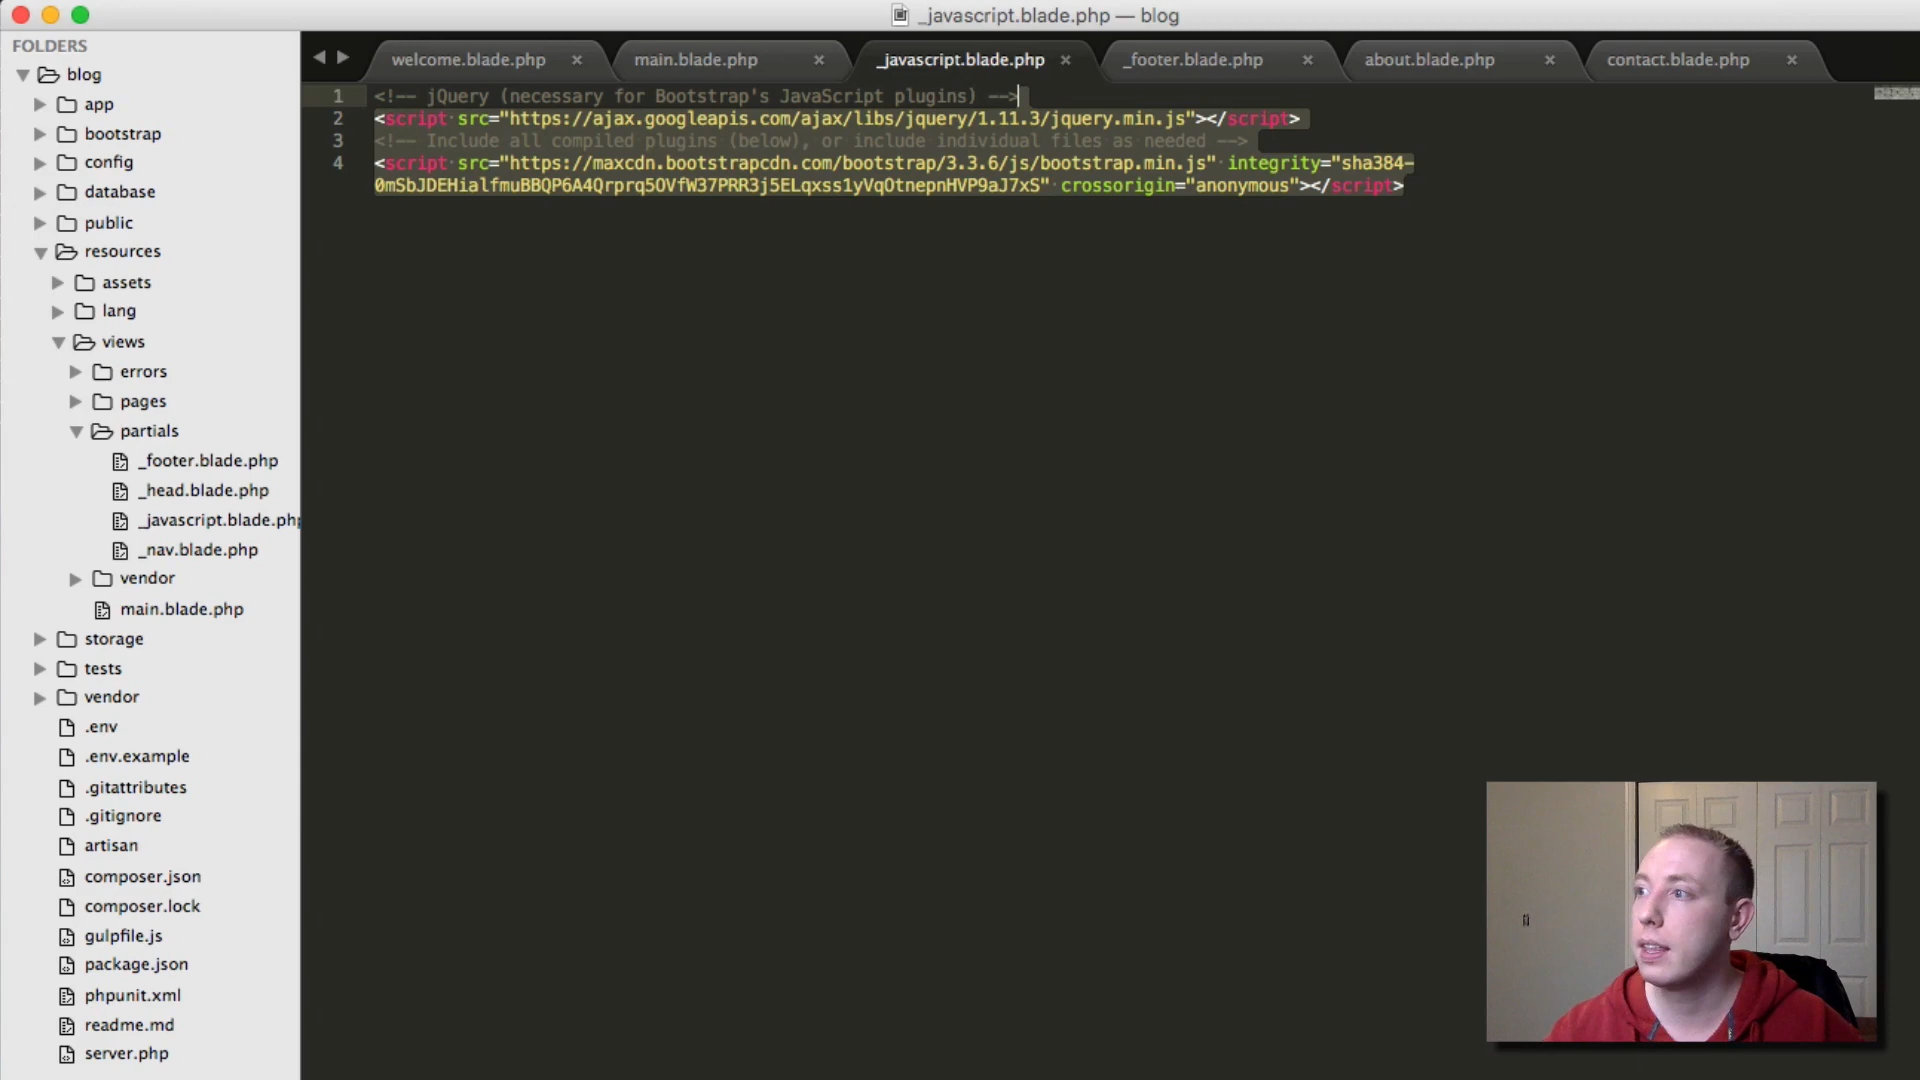 _javascript.blade.php — blog
FOLDERS
blog
app
bootstrap
config
database
public
resources
assets
lang
views
errors
pages
partials
_footer.blade.php
_head.blade.php
_javascript.blade.php
_nav.blade.php
vendor
main.blade.php
storage
tests
vendor
.env
.env.example
.gitattributes
.gitignore
artisan
composer.json
composer.lock
gulpfile.js
package.json
phpunit.xml
readme.md
server.php
welcome.blade.php × main.blade.php × _javascript.blade.php × _footer.blade.php × about.blade.php × contact.blade.php ×
1 <!-- jQuery (necessary for Bootstrap's JavaScript plugins) -->
2 <script src="https://ajax.googleapis.com/ajax/libs/jquery/1.11.3/jquery.min.js"></script>
3 <!-- Include all compiled plugins (below), or include individual files as needed -->
4 <script src="https://maxcdn.bootstrapcdn.com/bootstrap/3.3.6/js/bootstrap.min.js" integrity="sha384-
0mSbJDEHialfmuBBQP6A4Qrprq5OVfW37PRR3j5ELqxss1yVqOtnepnHVP9aJ7xS" crossorigin="anonymous"></script>